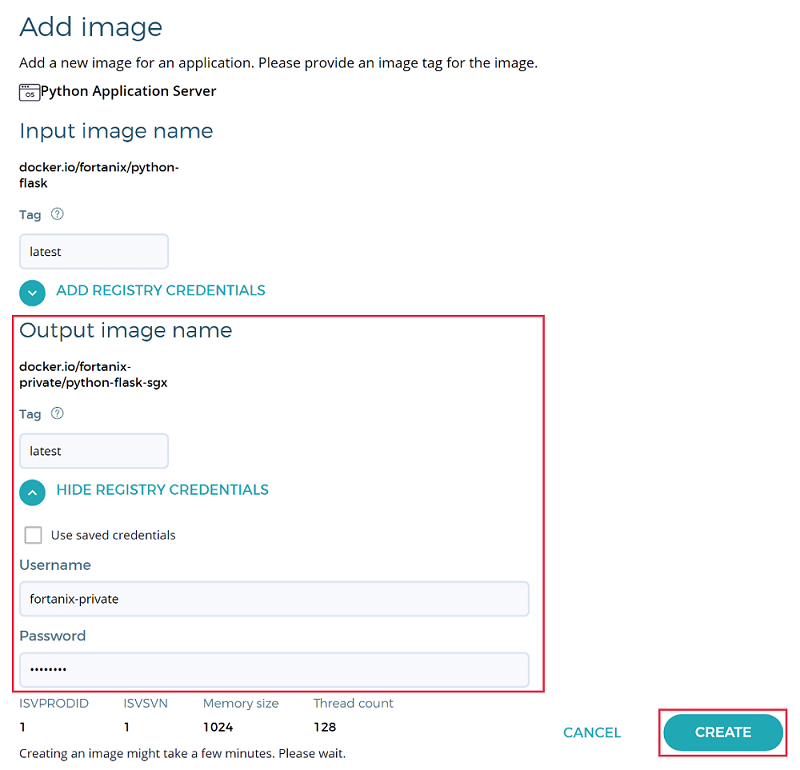 Add image
Add a new image for an application. Please provide an image tag for the image.
OS Python Application Server
Input image name
docker.io/fortanix/python-
flask
Tag ?
latest
ADD REGISTRY CREDENTIALS
Output image name
docker.io/fortanix-
private/python-flask-sgx
Tag ?
latest
HIDE REGISTRY CREDENTIALS
Use saved credentials
Username
fortanix-private
Password
••••••••
ISVPRODID ISVSVN Memory size Thread count
1 1 1024 128
CANCEL CREATE
Creating an image might take a few minutes. Please wait.